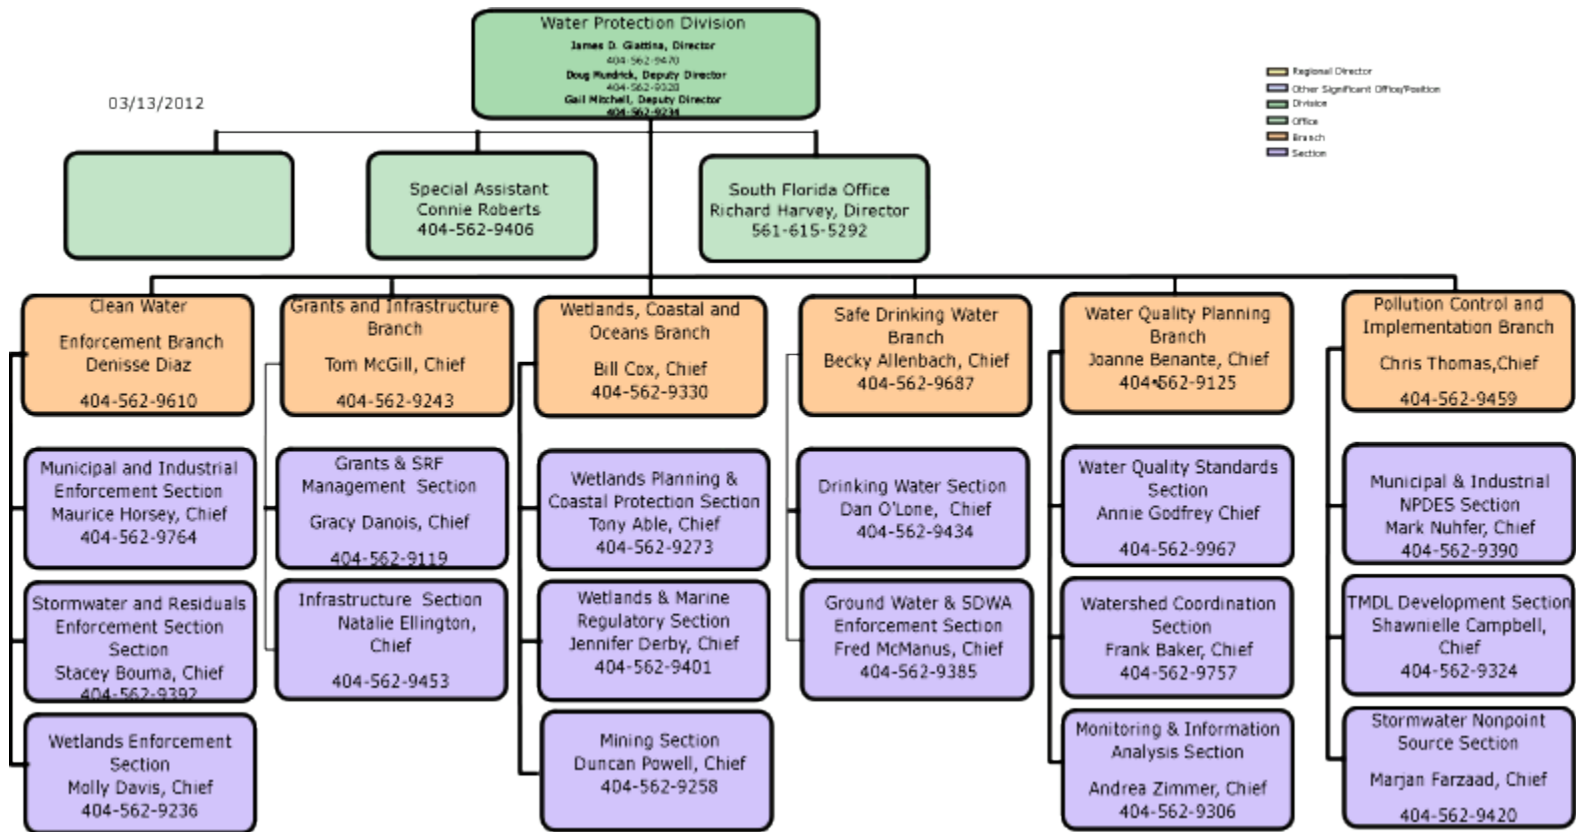 Water Protection Division
James D. Giattina, Director
404-562-9470
Doug Mundrick, Deputy Director
404-562-9328
Gail Mitchell, Deputy Director
404-562-9234
03/13/2012
Regional Director
Other Significant Office/Position
Division
Office
Branch
Section
Special Assistant
Connie Roberts
404-562-9406
South Florida Office
Richard Harvey, Director
561-615-5292
Clean Water
Enforcement Branch
Denisse Diaz
404-562-9610
Grants and Infrastructure
Branch
Tom McGill, Chief
404-562-9243
Wetlands, Coastal and
Oceans Branch
Bill Cox, Chief
404-562-9330
Safe Drinking Water
Branch
Becky Allenbach, Chief
404-562-9687
Water Quality Planning
Branch
Joanne Benante, Chief
404-562-9125
Pollution Control and
Implementation Branch
Chris Thomas,Chief
404-562-9459
Municipal and Industrial
Enforcement Section
Maurice Horsey, Chief
404-562-9764
Grants & SRF
Management Section
Gracy Danois, Chief
404-562-9119
Wetlands Planning &
Coastal Protection Section
Tony Able, Chief
404-562-9273
Drinking Water Section
Dan O'Lone, Chief
404-562-9434
Water Quality Standards
Section
Annie Godfrey Chief
404-562-9967
Municipal & Industrial
NPDES Section
Mark Nuhfer, Chief
404-562-9390
Stormwater and Residuals
Enforcement Section
Section
Stacey Bouma, Chief
404-562-9392
Infrastructure Section
Natalie Ellington,
Chief
404-562-9453
Wetlands & Marine
Regulatory Section
Jennifer Derby, Chief
404-562-9401
Ground Water & SDWA
Enforcement Section
Fred McManus, Chief
404-562-9385
Watershed Coordination
Section
Frank Baker, Chief
404-562-9757
TMDL Development Section
Shawnielle Campbell,
Chief
404-562-9324
Wetlands Enforcement
Section
Molly Davis, Chief
404-562-9236
Mining Section
Duncan Powell, Chief
404-562-9258
Monitoring & Information
Analysis Section
Andrea Zimmer, Chief
404-562-9306
Stormwater Nonpoint
Source Section
Marjan Farzaad, Chief
404-562-9420